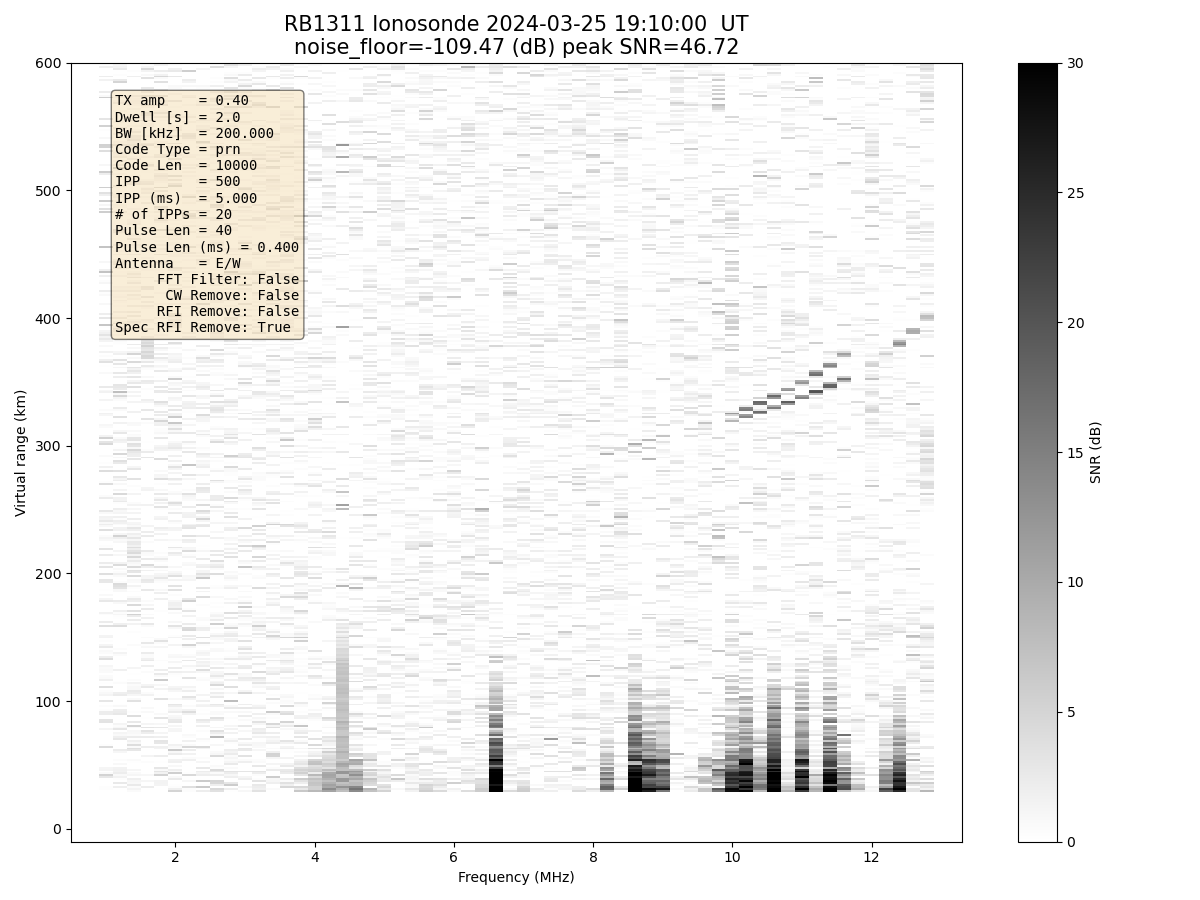 RB1311 Ionosonde 2024-03-25 19:10:00  UT
noise_floor=-109.47 (dB) peak SNR=46.72
TX amp    = 0.40
Dwell [s] = 2.0
BW [kHz]  = 200.000
Code Type = prn
Code Len  = 10000
IPP       = 500
IPP (ms)  = 5.000
# of IPPs = 20
Pulse Len = 40
Pulse Len (ms) = 0.400
Antenna   = E/W
FFT Filter: False
CW Remove: False
RFI Remove: False
Spec RFI Remove: True
600
500
400
300
200
100
0
Virtual range (km)
2 4 6 8 10 12
Frequency (MHz)
30
25
20
15
10
5
0
SNR (dB)